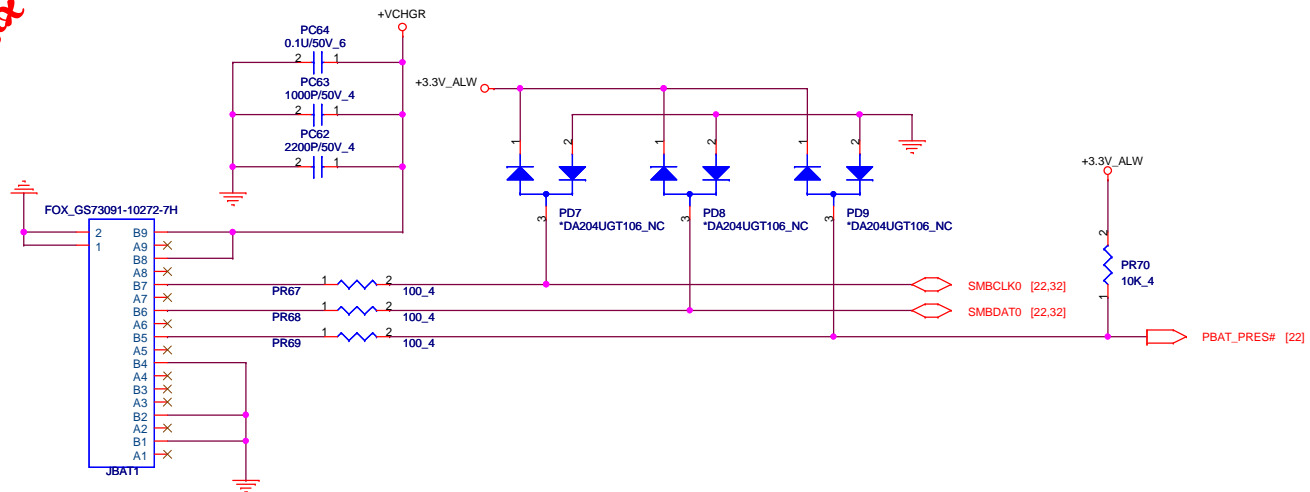 +VCHGR
PC64
0.1U/50V_6
2 1
PC63
1000P/50V_4
2 1
PC62
2200P/50V_4
2 1
+3.3V_ALW
1 2 1 2 1 2
3 PD7
*DA204UGT106_NC
3 PD8
*DA204UGT106_NC
3 PD9
*DA204UGT106_NC
+3.3V_ALW
2
PR70
10K_4
1
FOX_GS73091-10272-7H
2 B9
1 A9
B8
A8
B7
A7
B6
A6
B5
A5
B4
A4
B3
A3
B2
A2
B1
A1
JBAT1
PR67 1 2 100_4
SMBCLK0 [22,32]
PR68 1 2 100_4
SMBDAT0 [22,32]
PR69 1 2 100_4
PBAT_PRES# [22]